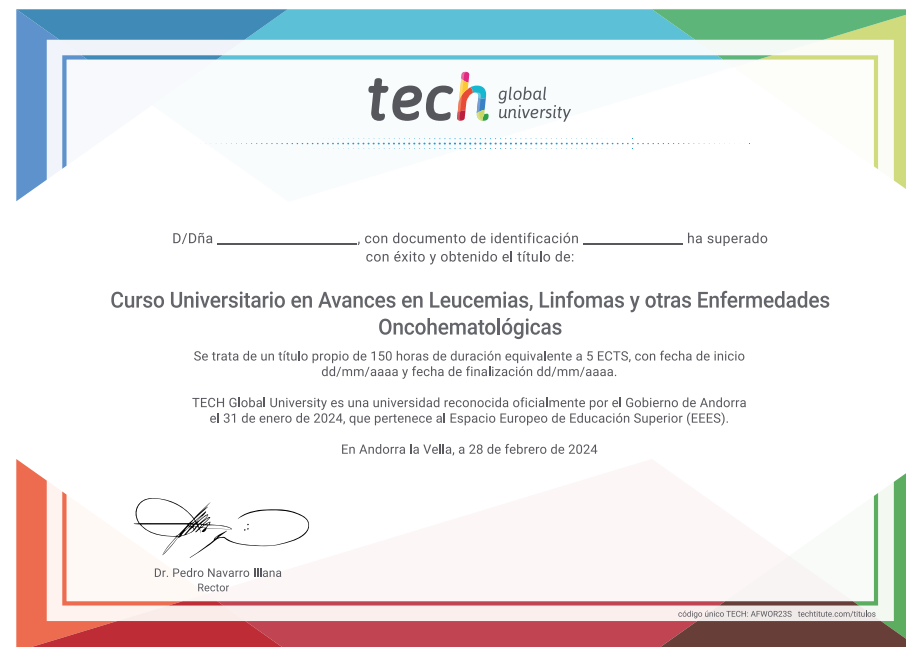 tech global university
D/Dña ____________________, con documento de identificación ______________ ha superado
con éxito y obtenido el título de:
Curso Universitario en Avances en Leucemias, Linfomas y otras Enfermedades
Oncohematológicas
Se trata de un título propio de 150 horas de duración equivalente a 5 ECTS, con fecha de inicio
dd/mm/aaaa y fecha de finalización dd/mm/aaaa.
TECH Global University es una universidad reconocida oficialmente por el Gobierno de Andorra
el 31 de enero de 2024, que pertenece al Espacio Europeo de Educación Superior (EEES).
En Andorra la Vella, a 28 de febrero de 2024
Dr. Pedro Navarro Illana
Rector
código único TECH: AFWOR23S techtitute.com/titulos